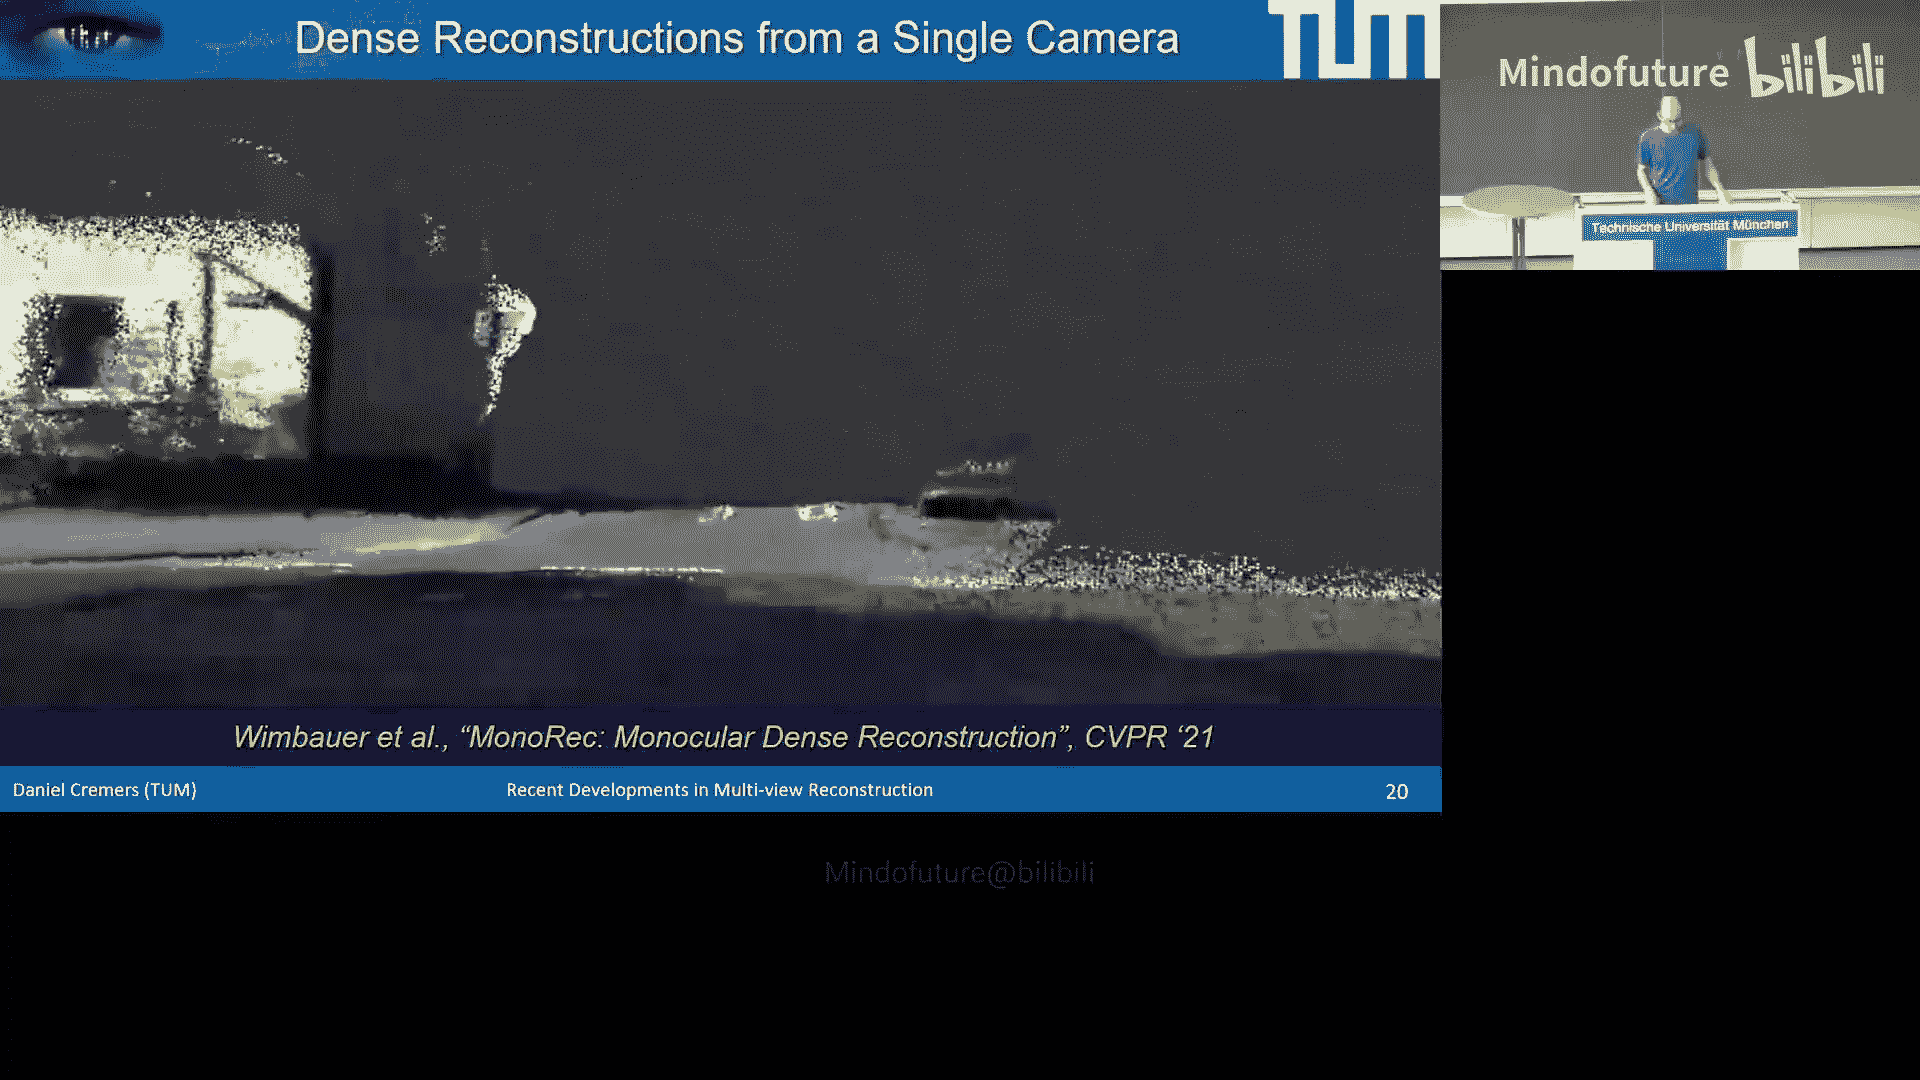 Dense Reconstructions from a Single Camera
TUM
Mindofuture bilibili
Technische Universität München
Wimbauer et al., “MonoRec: Monocular Dense Reconstruction”, CVPR ‘21
Daniel Cremers (TUM)
Recent Developments in Multi-view Reconstruction
20
Mindofuture@bilibili